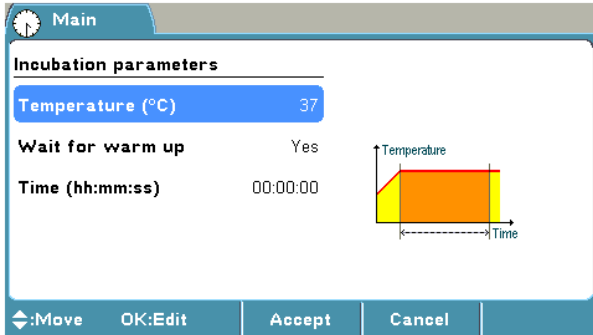 Main
Incubation parameters
Temperature (°C) 37
Wait for warm up Yes
Time (hh:mm:ss) 00:00:00
Temperature
Time
:Move OK:Edit Accept Cancel